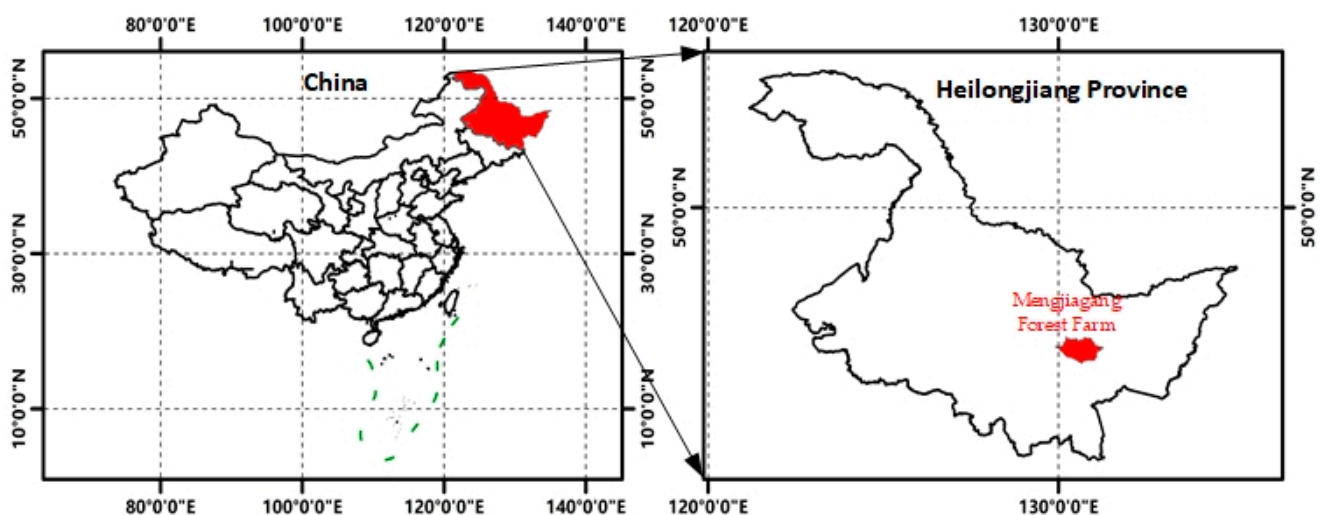 80°0'0"E 100°0'0"E 120°0'0"E 140°0'0"E 120°0'0"E 130°0'0"E
China
Heilongjiang Province
50°0'0"N 50°0'0"N 50°0'0"N 50°0'0"N
30°0'0"N 30°0'0"N
Mengjiagang
Forest Farm
10°0'0"N 10°0'0"N
80°0'0"E 100°0'0"E 120°0'0"E 140°0'0"E 120°0'0"E 130°0'0"E